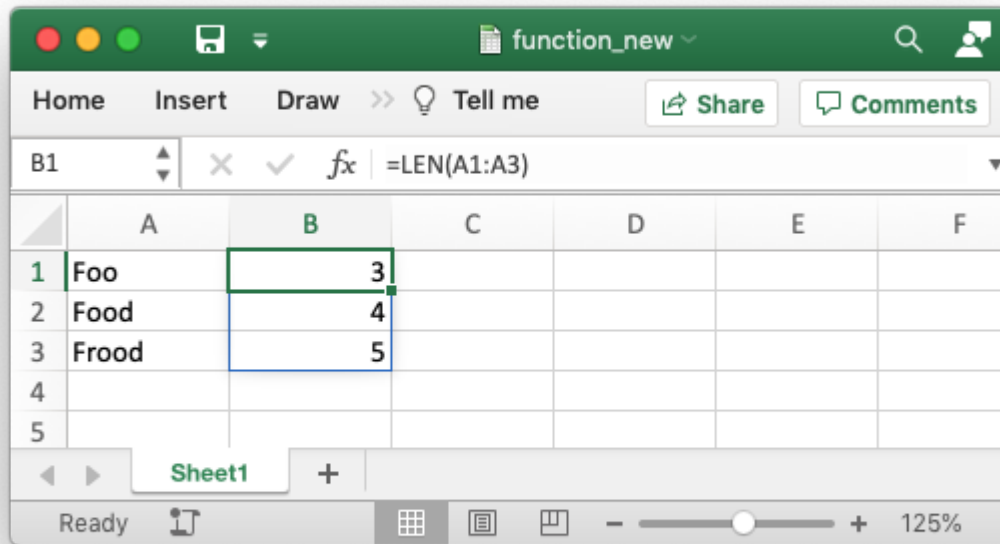 function_new
Home Insert Draw Tell me Share Comments
B1 fx =LEN(A1:A3)
A B C D E F
1 Foo 3
2 Food 4
3 Frood 5
4
5
Sheet1 +
Ready - + 125%